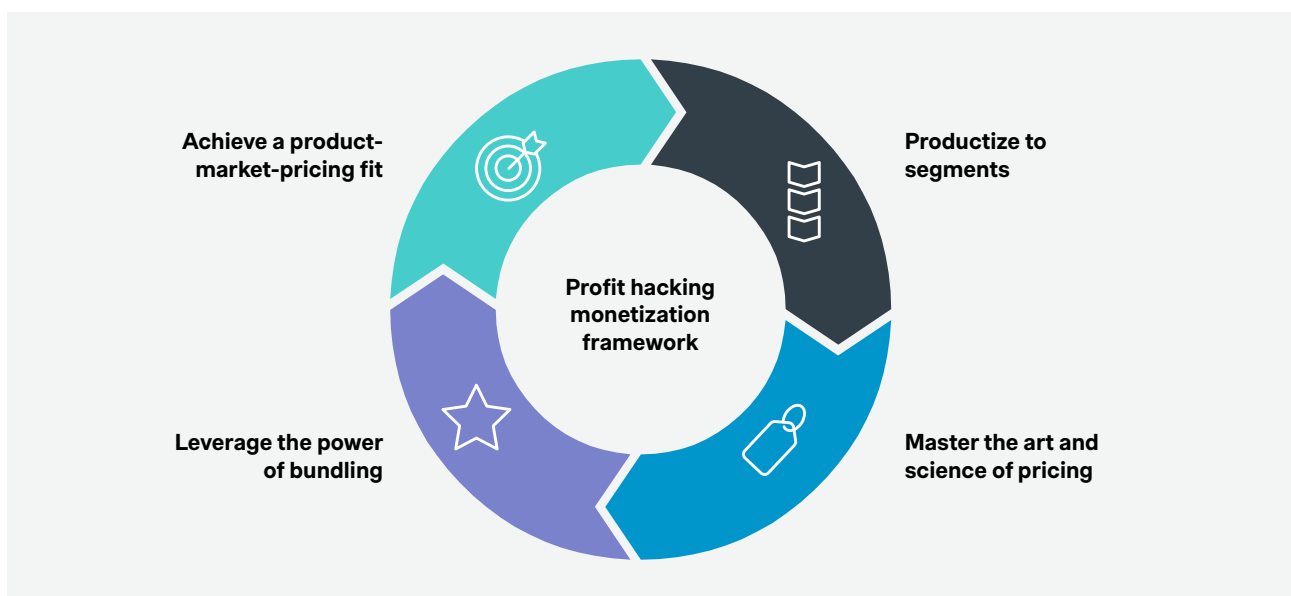 Achieve a product-
market-pricing fit
Productize to
segments
Profit hacking
monetization
framework
Leverage the power
of bundling
Master the art and
science of pricing